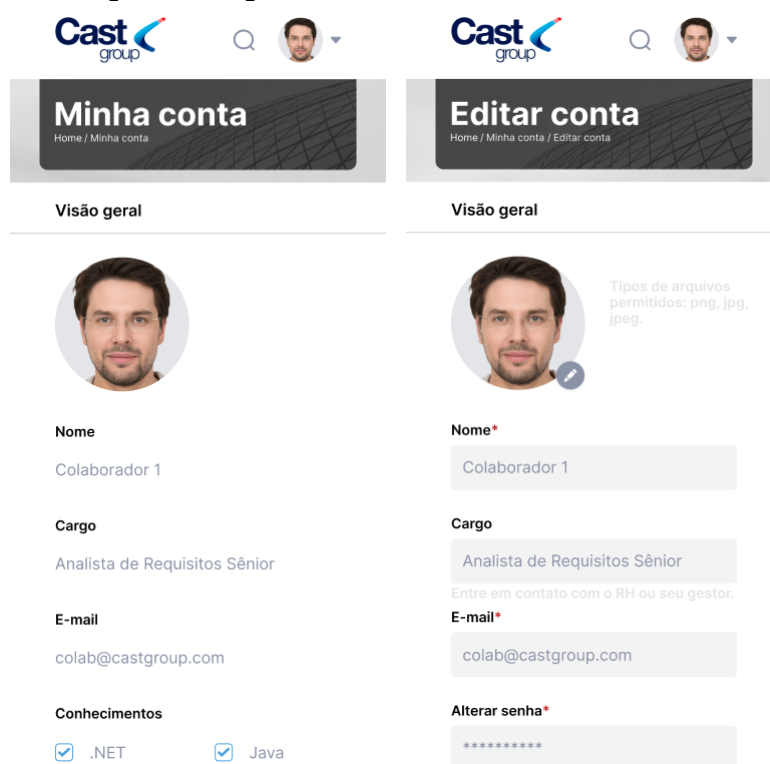 Cast
group
Minha conta
Home / Minha conta
Visão geral
Nome
Colaborador 1
Cargo
Analista de Requisitos Sênior
E-mail
colab@castgroup.com
Conhecimentos
.NET
Java
Cast
group
Editar conta
Home / Minha conta / Editar conta
Visão geral
Tipos de arquivos
permitidos: png, jpg,
jpeg.
Nome*
Colaborador 1
Cargo
Analista de Requisitos Sênior
Entre em contato com o RH ou seu gestor.
E-mail*
colab@castgroup.com
Alterar senha*
**********